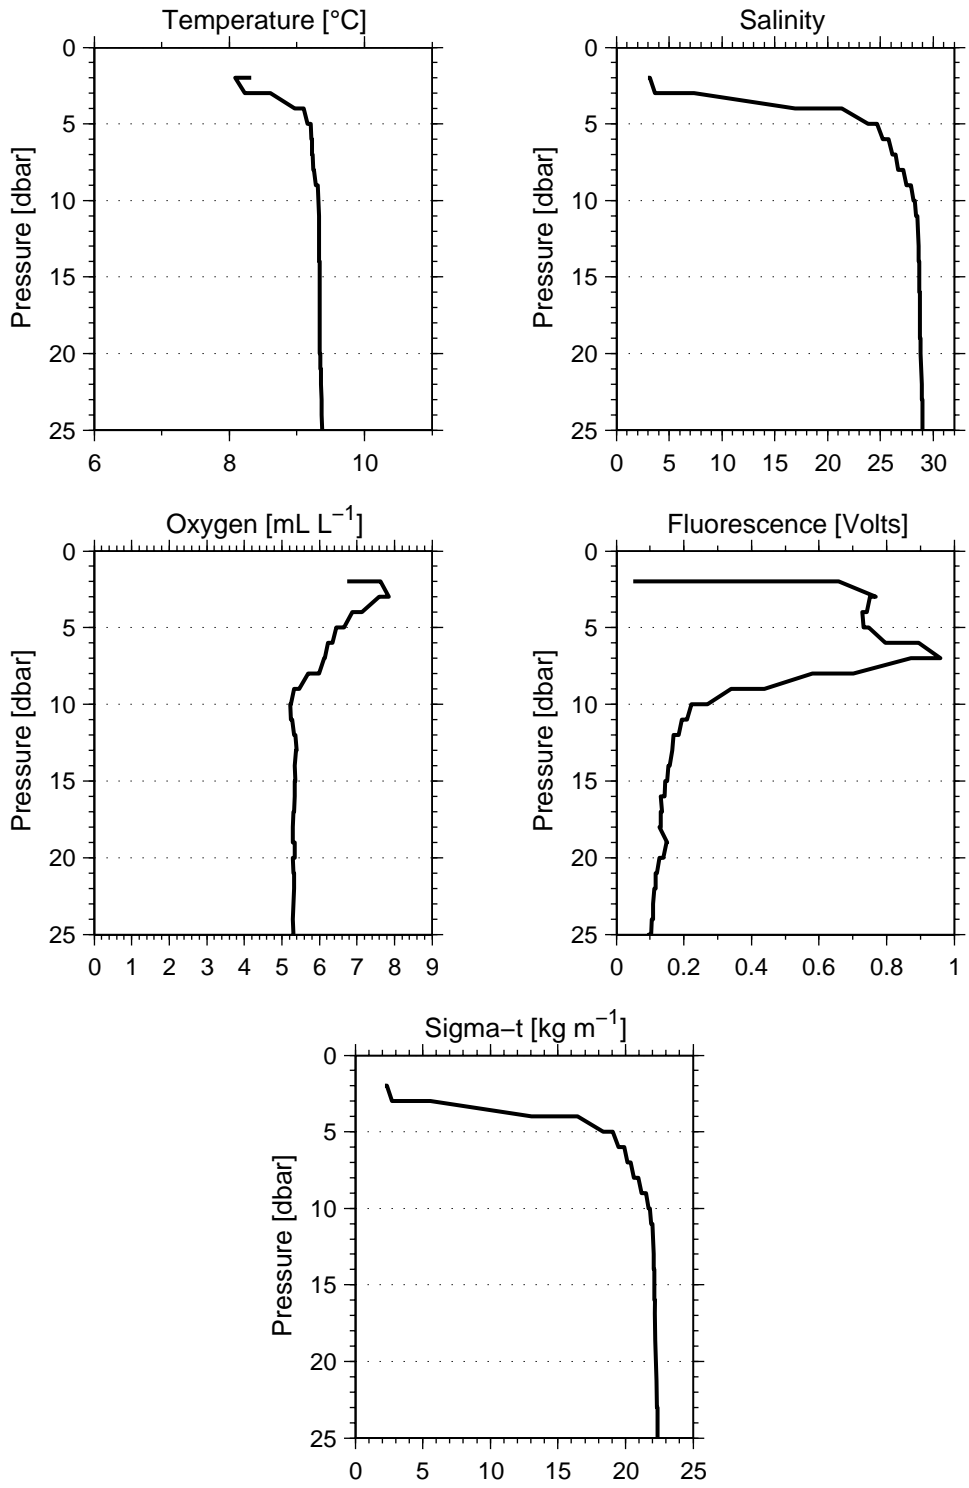 Temperature [°C]
0
5
10
15
20
25
Pressure [dbar]
6 8 10
Salinity
0
5
10
15
20
25
Pressure [dbar]
0 5 10 15 20 25 30
Oxygen [mL L⁻¹]
0
5
10
15
20
25
Pressure [dbar]
0 1 2 3 4 5 6 7 8 9
Fluorescence [Volts]
0
5
10
15
20
25
Pressure [dbar]
0 0.2 0.4 0.6 0.8 1
Sigma−t [kg m⁻¹]
0
5
10
15
20
25
Pressure [dbar]
0 5 10 15 20 25